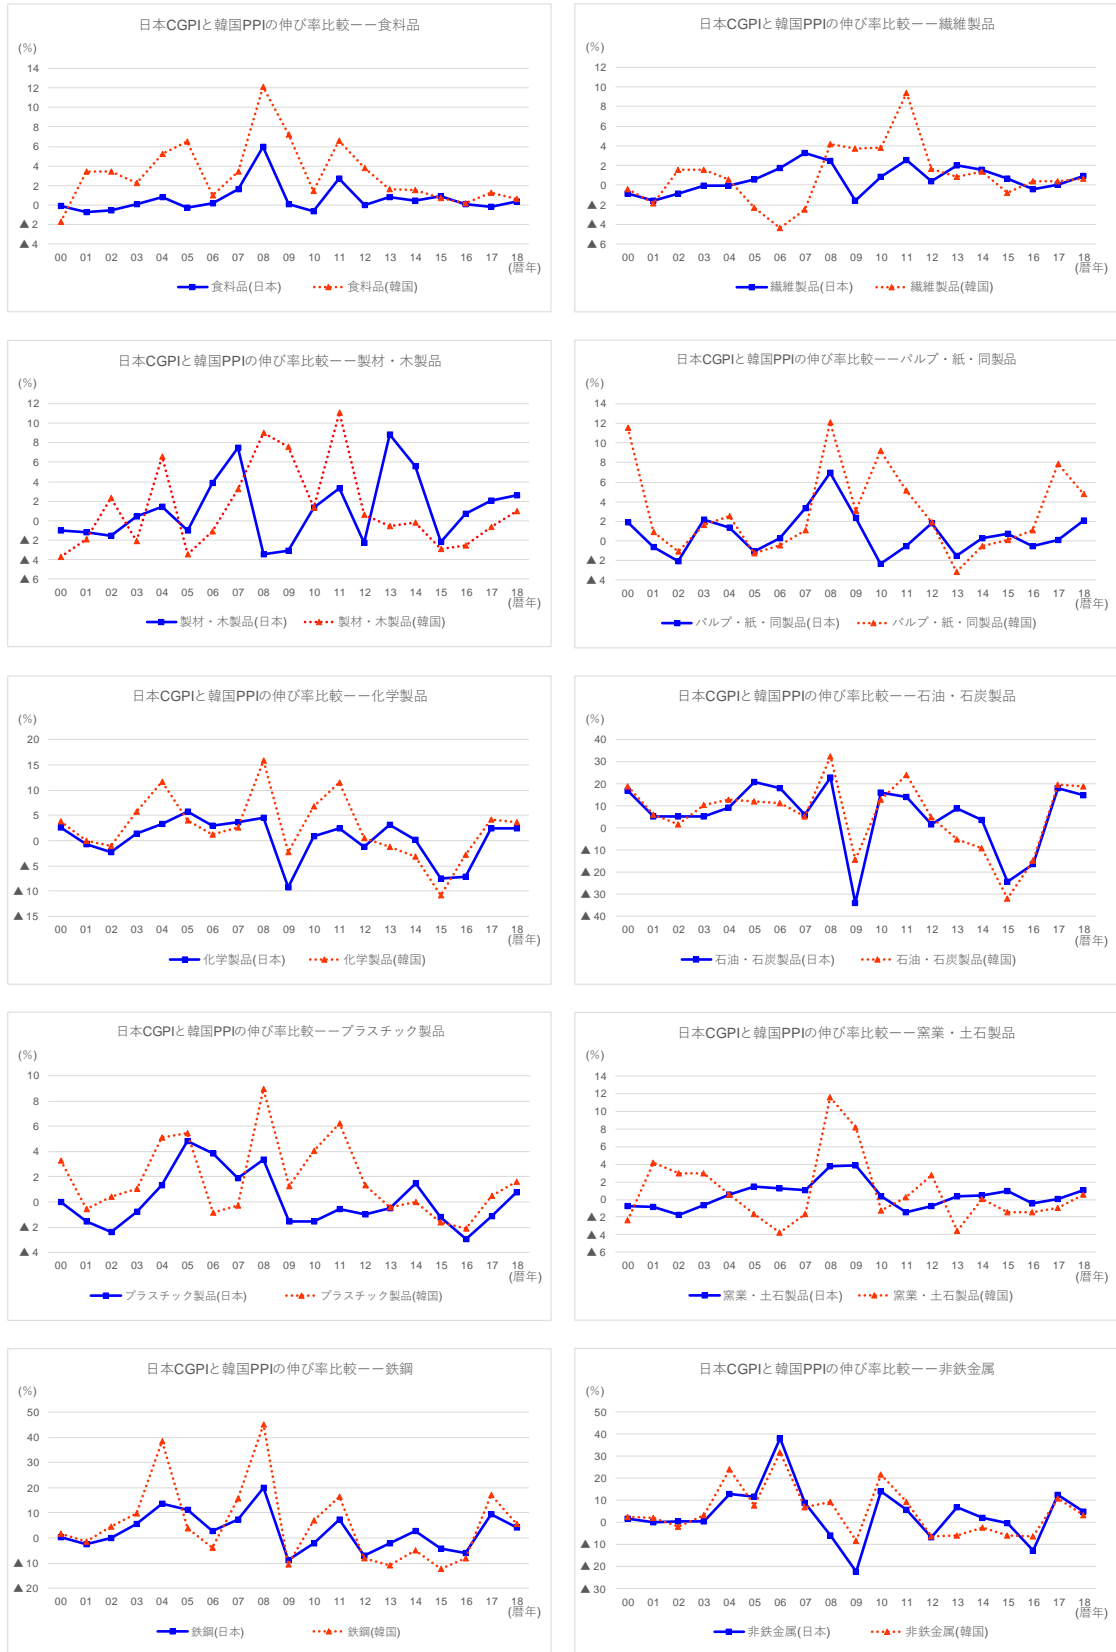 日本CGPIと韓国PPIの伸び率比較ーー食料品
(%)
14
12
10
8
6
4
2
0
▲ 2
▲ 4
00 01 02 03 04 05 06 07 08 09 10 11 12 13 14 15 16 17 18
(暦年)
食料品(日本) 食料品(韓国)
日本CGPIと韓国PPIの伸び率比較ーー繊維製品
(%)
12
10
8
6
4
2
0
▲ 2
▲ 4
▲ 6
00 01 02 03 04 05 06 07 08 09 10 11 12 13 14 15 16 17 18
(暦年)
繊維製品(日本) 繊維製品(韓国)
日本CGPIと韓国PPIの伸び率比較ーー製材・木製品
(%)
12
10
8
6
4
2
0
▲ 2
▲ 4
▲ 6
00 01 02 03 04 05 06 07 08 09 10 11 12 13 14 15 16 17 18
(暦年)
製材・木製品(日本) 製材・木製品(韓国)
日本CGPIと韓国PPIの伸び率比較ーーパルプ・紙・同製品
(%)
14
12
10
8
6
4
2
0
▲ 2
▲ 4
00 01 02 03 04 05 06 07 08 09 10 11 12 13 14 15 16 17 18
(暦年)
パルプ・紙・同製品(日本) パルプ・紙・同製品(韓国)
日本CGPIと韓国PPIの伸び率比較ーー化学製品
(%)
20
15
10
5
0
▲ 5
▲ 10
▲ 15
00 01 02 03 04 05 06 07 08 09 10 11 12 13 14 15 16 17 18
(暦年)
化学製品(日本) 化学製品(韓国)
日本CGPIと韓国PPIの伸び率比較ーー石油・石炭製品
(%)
40
30
20
10
0
▲ 10
▲ 20
▲ 30
▲ 40
00 01 02 03 04 05 06 07 08 09 10 11 12 13 14 15 16 17 18
(暦年)
石油・石炭製品(日本) 石油・石炭製品(韓国)
日本CGPIと韓国PPIの伸び率比較ーープラスチック製品
(%)
10
8
6
4
2
0
▲ 2
▲ 4
00 01 02 03 04 05 06 07 08 09 10 11 12 13 14 15 16 17 18
(暦年)
プラスチック製品(日本) プラスチック製品(韓国)
日本CGPIと韓国PPIの伸び率比較ーー窯業・土石製品
(%)
14
12
10
8
6
4
2
0
▲ 2
▲ 4
▲ 6
00 01 02 03 04 05 06 07 08 09 10 11 12 13 14 15 16 17 18
(暦年)
窯業・土石製品(日本) 窯業・土石製品(韓国)
日本CGPIと韓国PPIの伸び率比較ーー鉄鋼
(%)
50
40
30
20
10
0
▲ 10
▲ 20
00 01 02 03 04 05 06 07 08 09 10 11 12 13 14 15 16 17 18
(暦年)
鉄鋼(日本) 鉄鋼(韓国)
日本CGPIと韓国PPIの伸び率比較ーー非鉄金属
(%)
50
40
30
20
10
0
▲ 10
▲ 20
▲ 30
00 01 02 03 04 05 06 07 08 09 10 11 12 13 14 15 16 17 18
(暦年)
非鉄金属(日本) 非鉄金属(韓国)